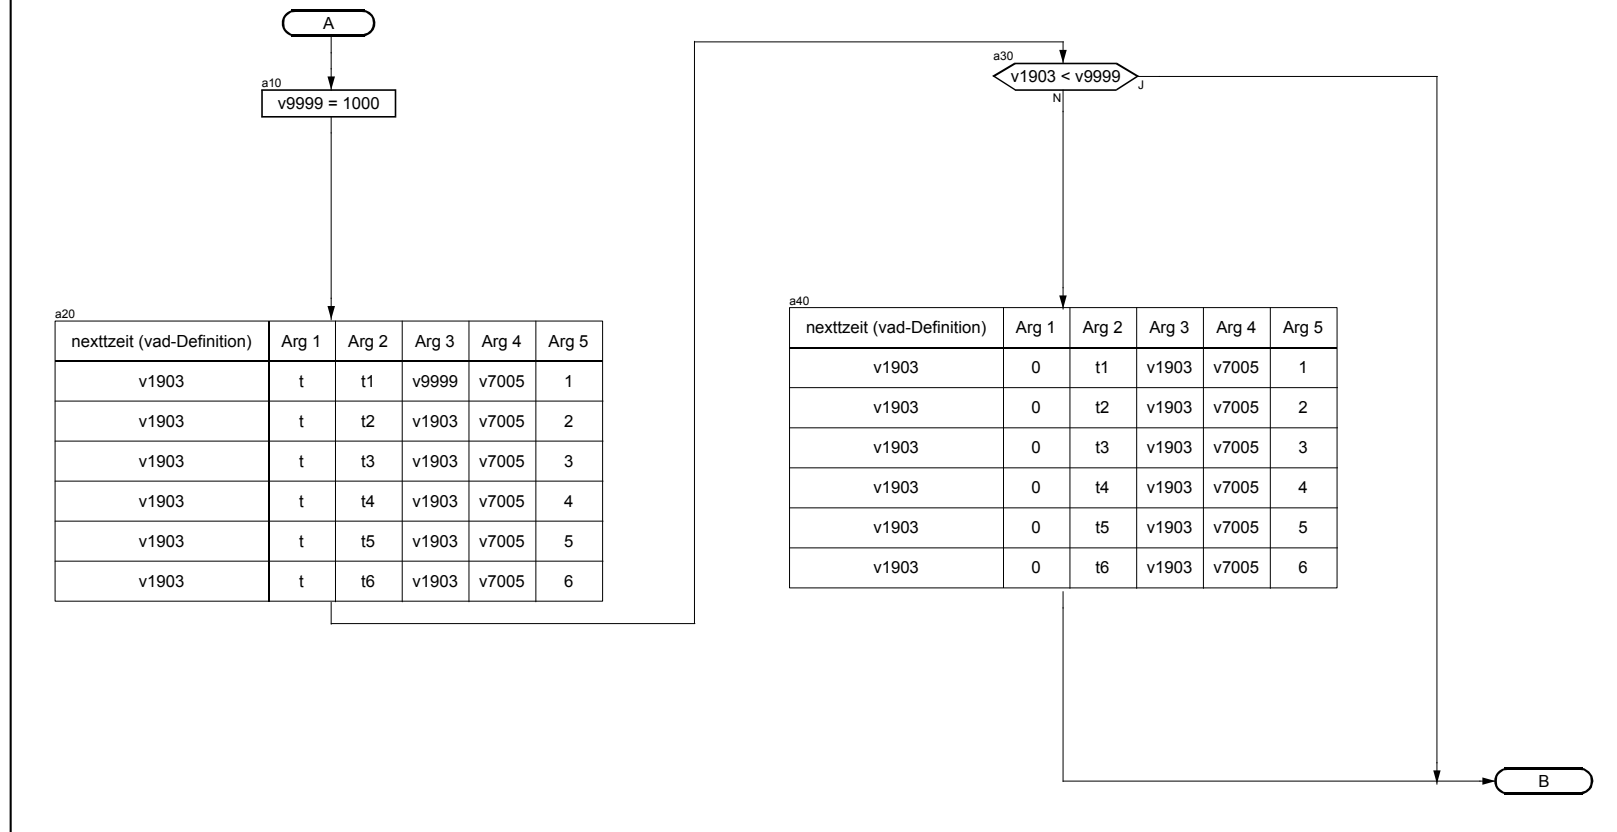 A
a10
v9999 = 1000
a20
nexttzeit (vad-Definition) Arg 1 Arg 2 Arg 3 Arg 4 Arg 5
v1903 t t1 v9999 v7005 1
v1903 t t2 v1903 v7005 2
v1903 t t3 v1903 v7005 3
v1903 t t4 v1903 v7005 4
v1903 t t5 v1903 v7005 5
v1903 t t6 v1903 v7005 6
a30
v1903 < v9999
N
J
a40
nexttzeit (vad-Definition) Arg 1 Arg 2 Arg 3 Arg 4 Arg 5
v1903 0 t1 v1903 v7005 1
v1903 0 t2 v1903 v7005 2
v1903 0 t3 v1903 v7005 3
v1903 0 t4 v1903 v7005 4
v1903 0 t5 v1903 v7005 5
v1903 0 t6 v1903 v7005 6
B